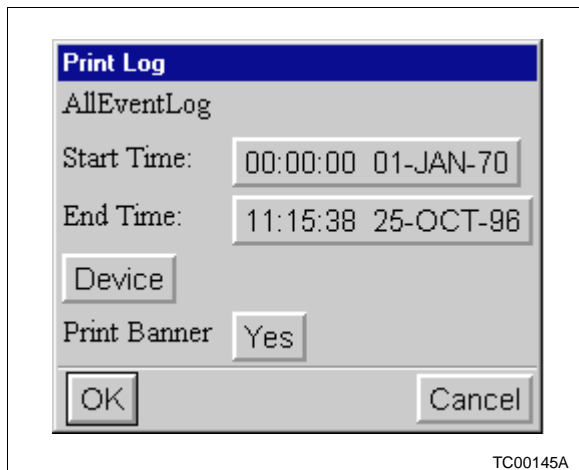 Print Log
AllEventLog
Start Time: 00:00:00 01-JAN-70
End Time: 11:15:38 25-OCT-96
Device
Print Banner Yes
OK Cancel
TC00145A